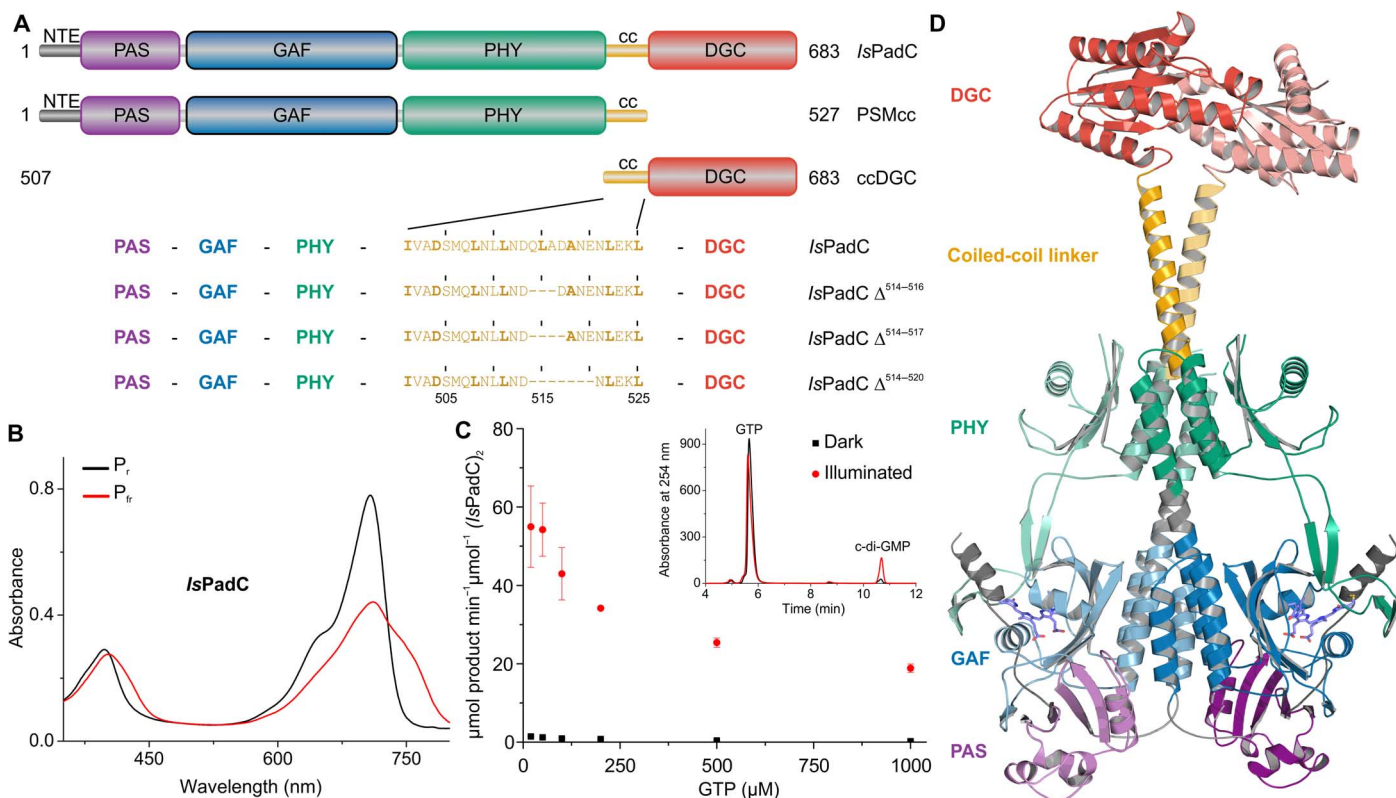 A
NTE
cc
1 PAS GAF PHY DGC 683 IsPadC
NTE
cc
1 PAS GAF PHY 527 PSMcc
cc
507 DGC 683 ccDGC
PAS - GAF - PHY - IVADSMQLNLLNDQLADANENLEKL - DGC IsPadC
PAS - GAF - PHY - IVADSMQLNLLND---DANENLEKL - DGC IsPadC Δ514–516
PAS - GAF - PHY - IVADSMQLNLLND----ANENLEKL - DGC IsPadC Δ514–517
PAS - GAF - PHY - IVADSMQLNLLND-------NLEKL - DGC IsPadC Δ514–520
505 515 525
B
Pr
Pfr
IsPadC
0.8
0.4
0.0
Absorbance
450 600 750
Wavelength (nm)
C
80
60
40
20
0
µmol product min⁻¹ µmol⁻¹ (IsPadC)₂
0 250 500 750 1000
GTP (µM)
Dark
Illuminated
GTP
c-di-GMP
900
600
300
0
Absorbance at 254 nm
4 6 8 10 12
Time (min)
D
DGC
Coiled-coil linker
PHY
GAF
PAS